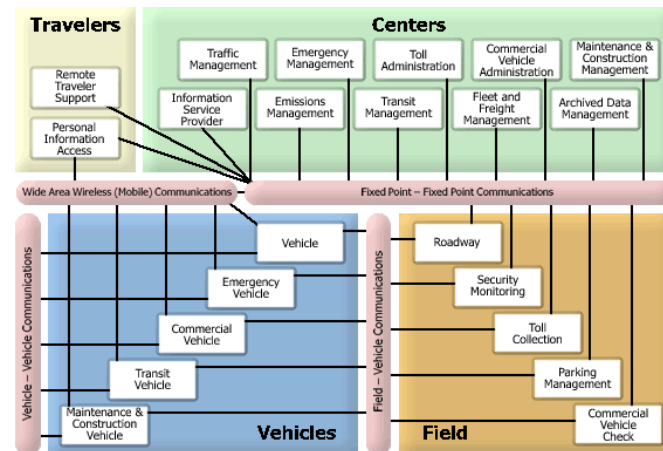 Travelers
Centers
Traffic
Management
Emergency
Management
Toll
Administration
Commercial
Vehicle
Administration
Maintenance &
Construction
Management
Remote
Traveler
Support
Information
Service
Provider
Emissions
Management
Transit
Management
Fleet and
Freight
Management
Archived Data
Management
Personal
Information
Access
Wide Area Wireless (Mobile) Communications
Fixed Point – Fixed Point Communications
Vehicle – Vehicle Communications
Vehicle
Emergency
Vehicle
Commercial
Vehicle
Transit
Vehicle
Maintenance &
Construction
Vehicle
Vehicles
Field – Vehicle Communications
Roadway
Security
Monitoring
Toll
Collection
Parking
Management
Commercial
Vehicle
Check
Field